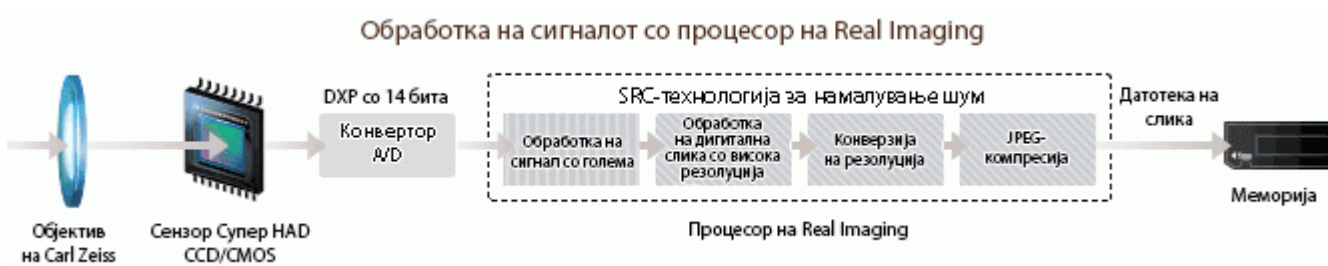 Обработка на сигналот со процесор на Real Imaging
DXP со 14 бита
Конвертор
A/D
SRC-технологија за намалување шум
Обработка на
сигнал со голема
Обработка
на дигитална
слика со висока
резолуција
Конверзија
на резолуција
JPEG-
компресија
Датотека на
слика
Објектив
на Carl Zeiss
Сензор Супер HAD
CCD/CMOS
Процесор на Real Imaging
Меморија